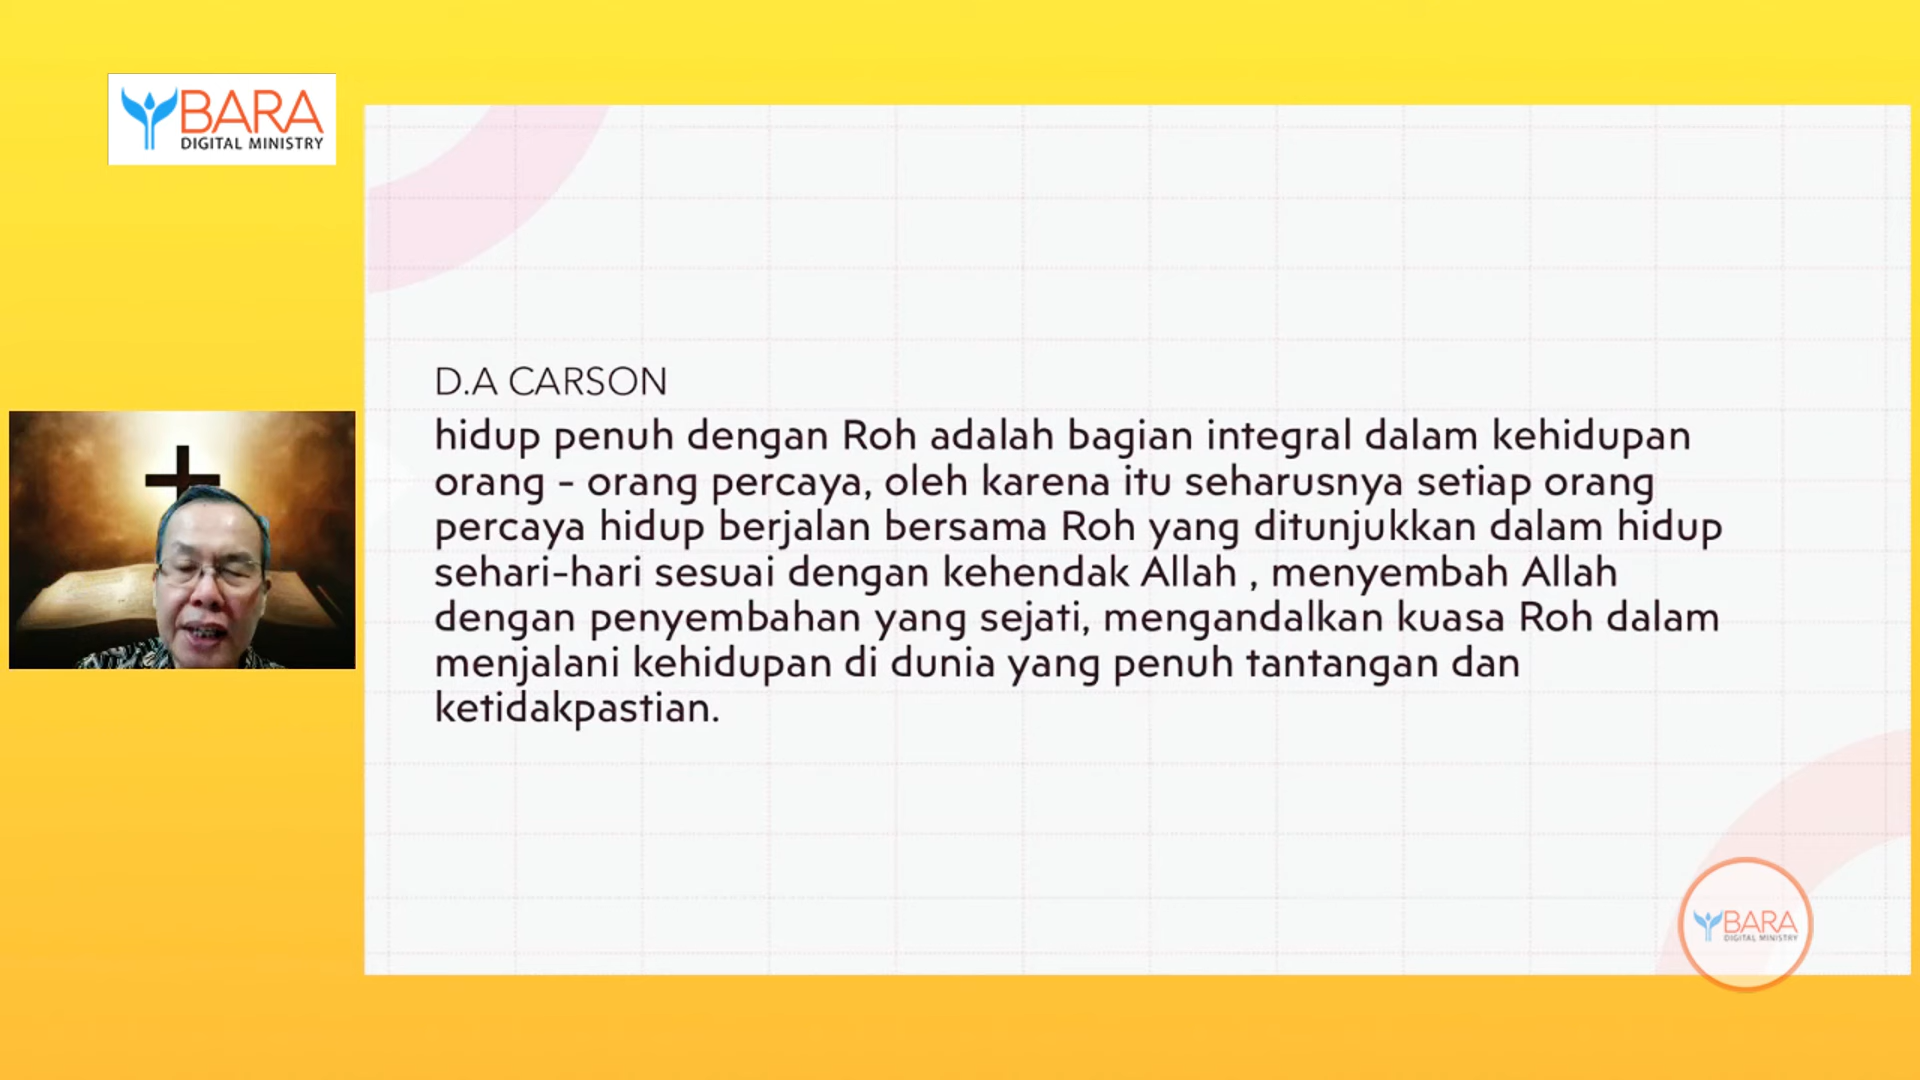 BARA
DIGITAL MINISTRY
D.A CARSON
hidup penuh dengan Roh adalah bagian integral dalam kehidupan
orang - orang percaya, oleh karena itu seharusnya setiap orang
percaya hidup berjalan bersama Roh yang ditunjukkan dalam hidup
sehari-hari sesuai dengan kehendak Allah , menyembah Allah
dengan penyembahan yang sejati, mengandalkan kuasa Roh dalam
menjalani kehidupan di dunia yang penuh tantangan dan
ketidakpastian.
BARA
DIGITAL MINISTRY